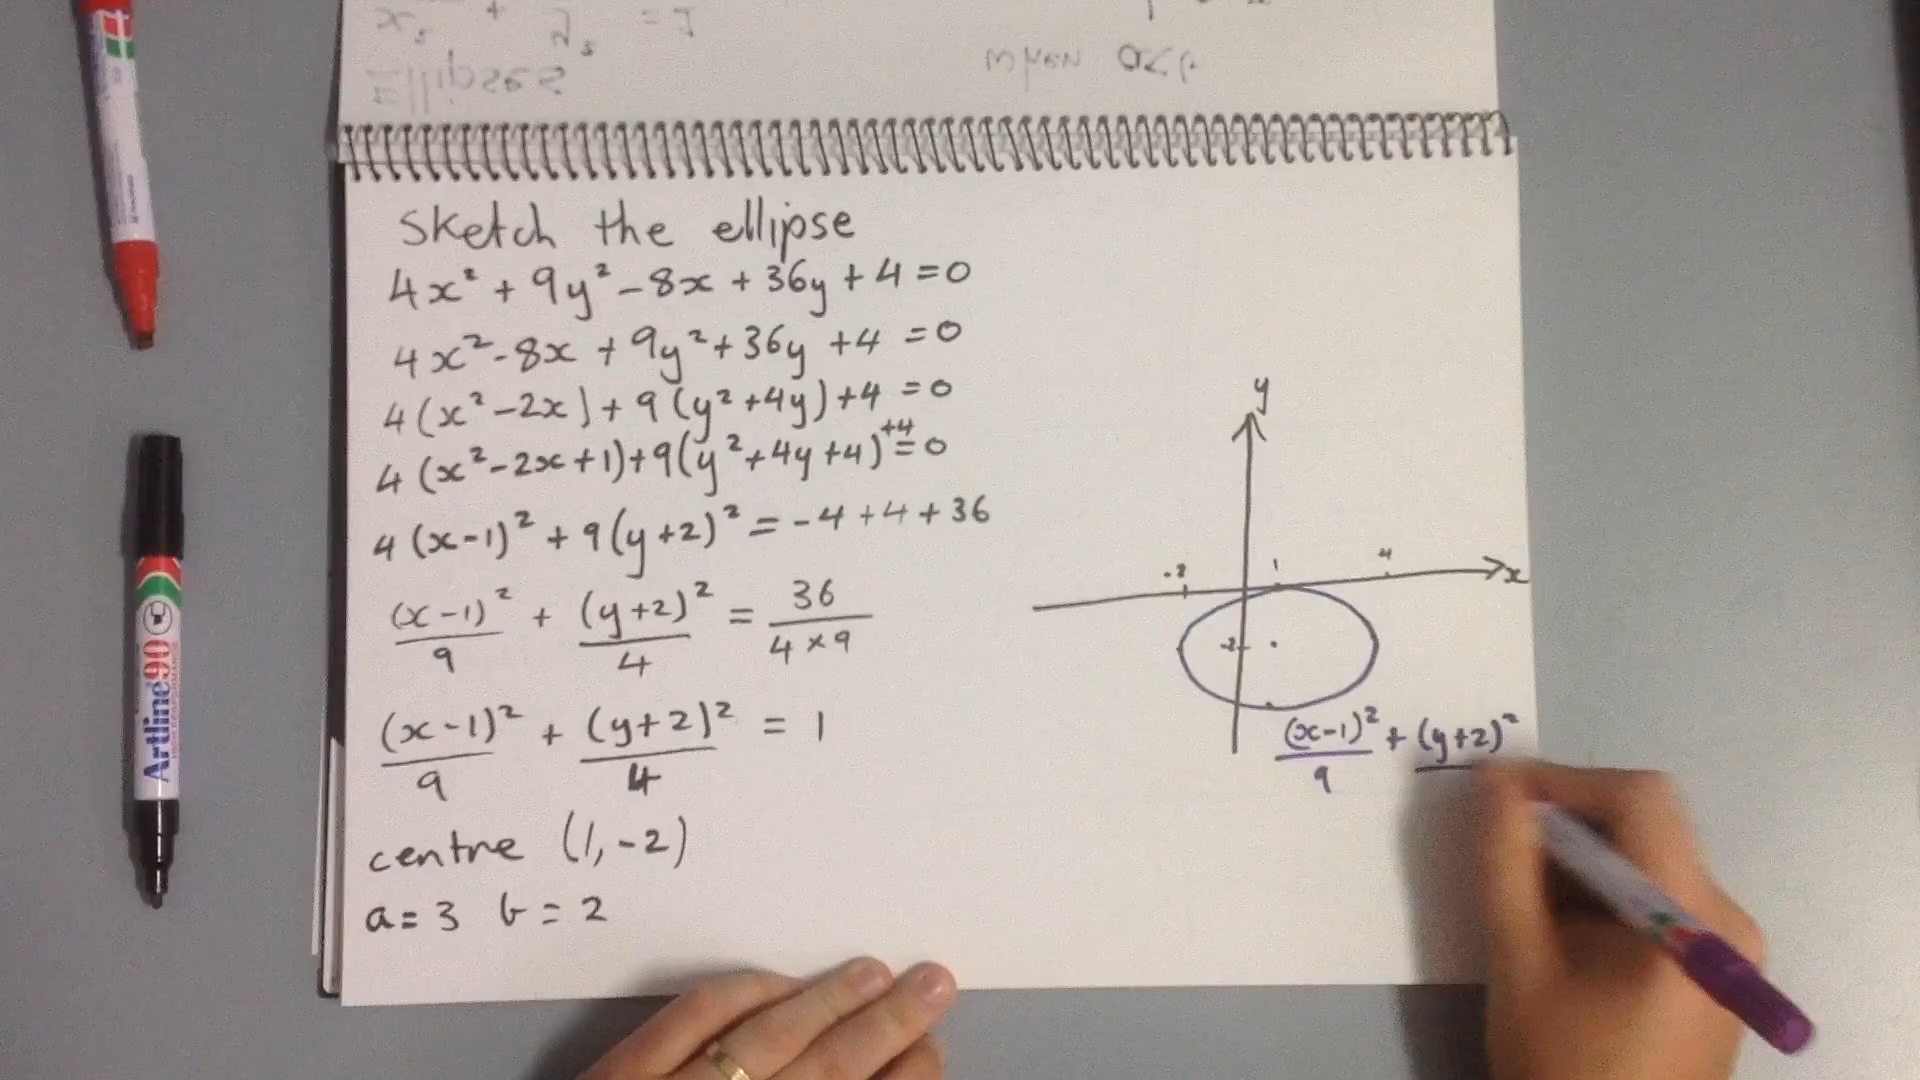 Sketch the ellipse
4x² + 9y² - 8x + 36y + 4 = 0
4x² - 8x + 9y² + 36y + 4 = 0
4(x² - 2x) + 9(y² + 4y) + 4 = 0
4(x² - 2x + 1) + 9(y² + 4y + 4) +4 = 0
4(x-1)² + 9(y+2)² = -4 + 4 + 36
(x-1)²/9 + (y+2)²/4 = 36/(4×9)
(x-1)²/9 + (y+2)²/4 = 1
centre (1, -2)
a = 3 b = 2
y
1
4
x
-2
-2
(x-1)²/9 + (y+2)²
Artline 90